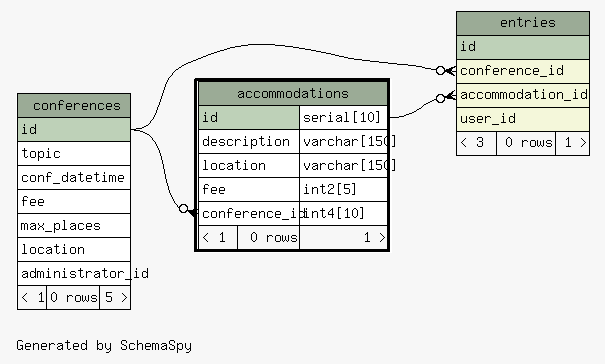 conferences
id
topic
conf_datetime
fee
max_places
location
administrator_id
< 1 0 rows 5 >
accommodations
id serial[10]
description varchar[150]
location varchar[150]
fee int2[5]
conference_id int4[10]
< 1 0 rows 1 >
entries
id
conference_id
accommodation_id
user_id
< 3 0 rows 1 >
Generated by SchemaSpy